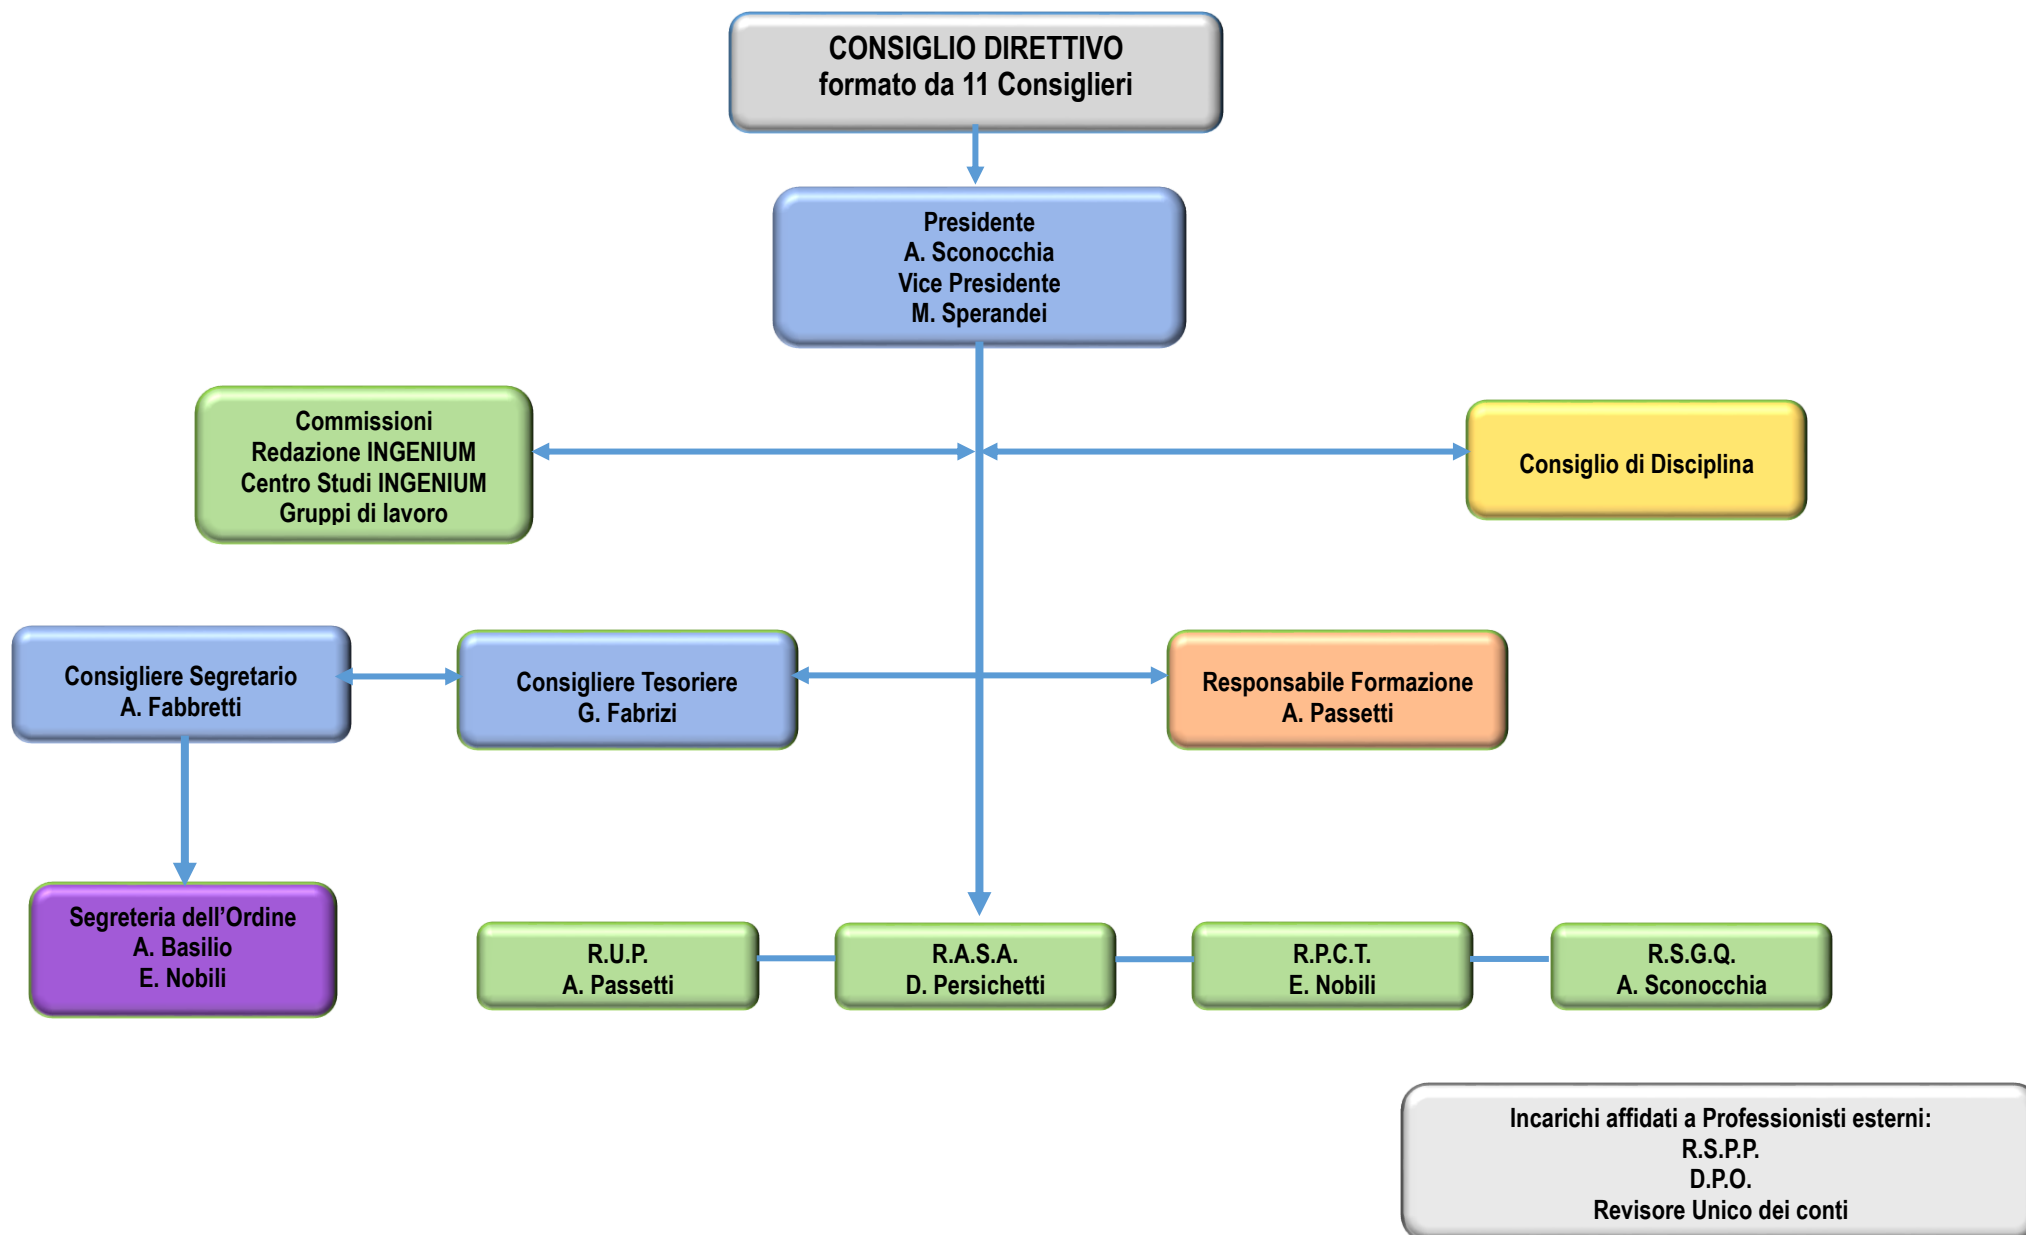 CONSIGLIO DIRETTIVO
formato da 11 Consiglieri
Presidente
A. Sconocchia
Vice Presidente
M. Sperandei
Commissioni
Redazione INGENIUM
Centro Studi INGENIUM
Gruppi di lavoro
Consiglio di Disciplina
Consigliere Segretario
A. Fabbretti
Consigliere Tesoriere
G. Fabrizi
Responsabile Formazione
A. Passetti
Segreteria dell’Ordine
A. Basilio
E. Nobili
R.U.P.
A. Passetti
R.A.S.A.
D. Persichetti
R.P.C.T.
E. Nobili
R.S.G.Q.
A. Sconocchia
Incarichi affidati a Professionisti esterni:
R.S.P.P.
D.P.O.
Revisore Unico dei conti